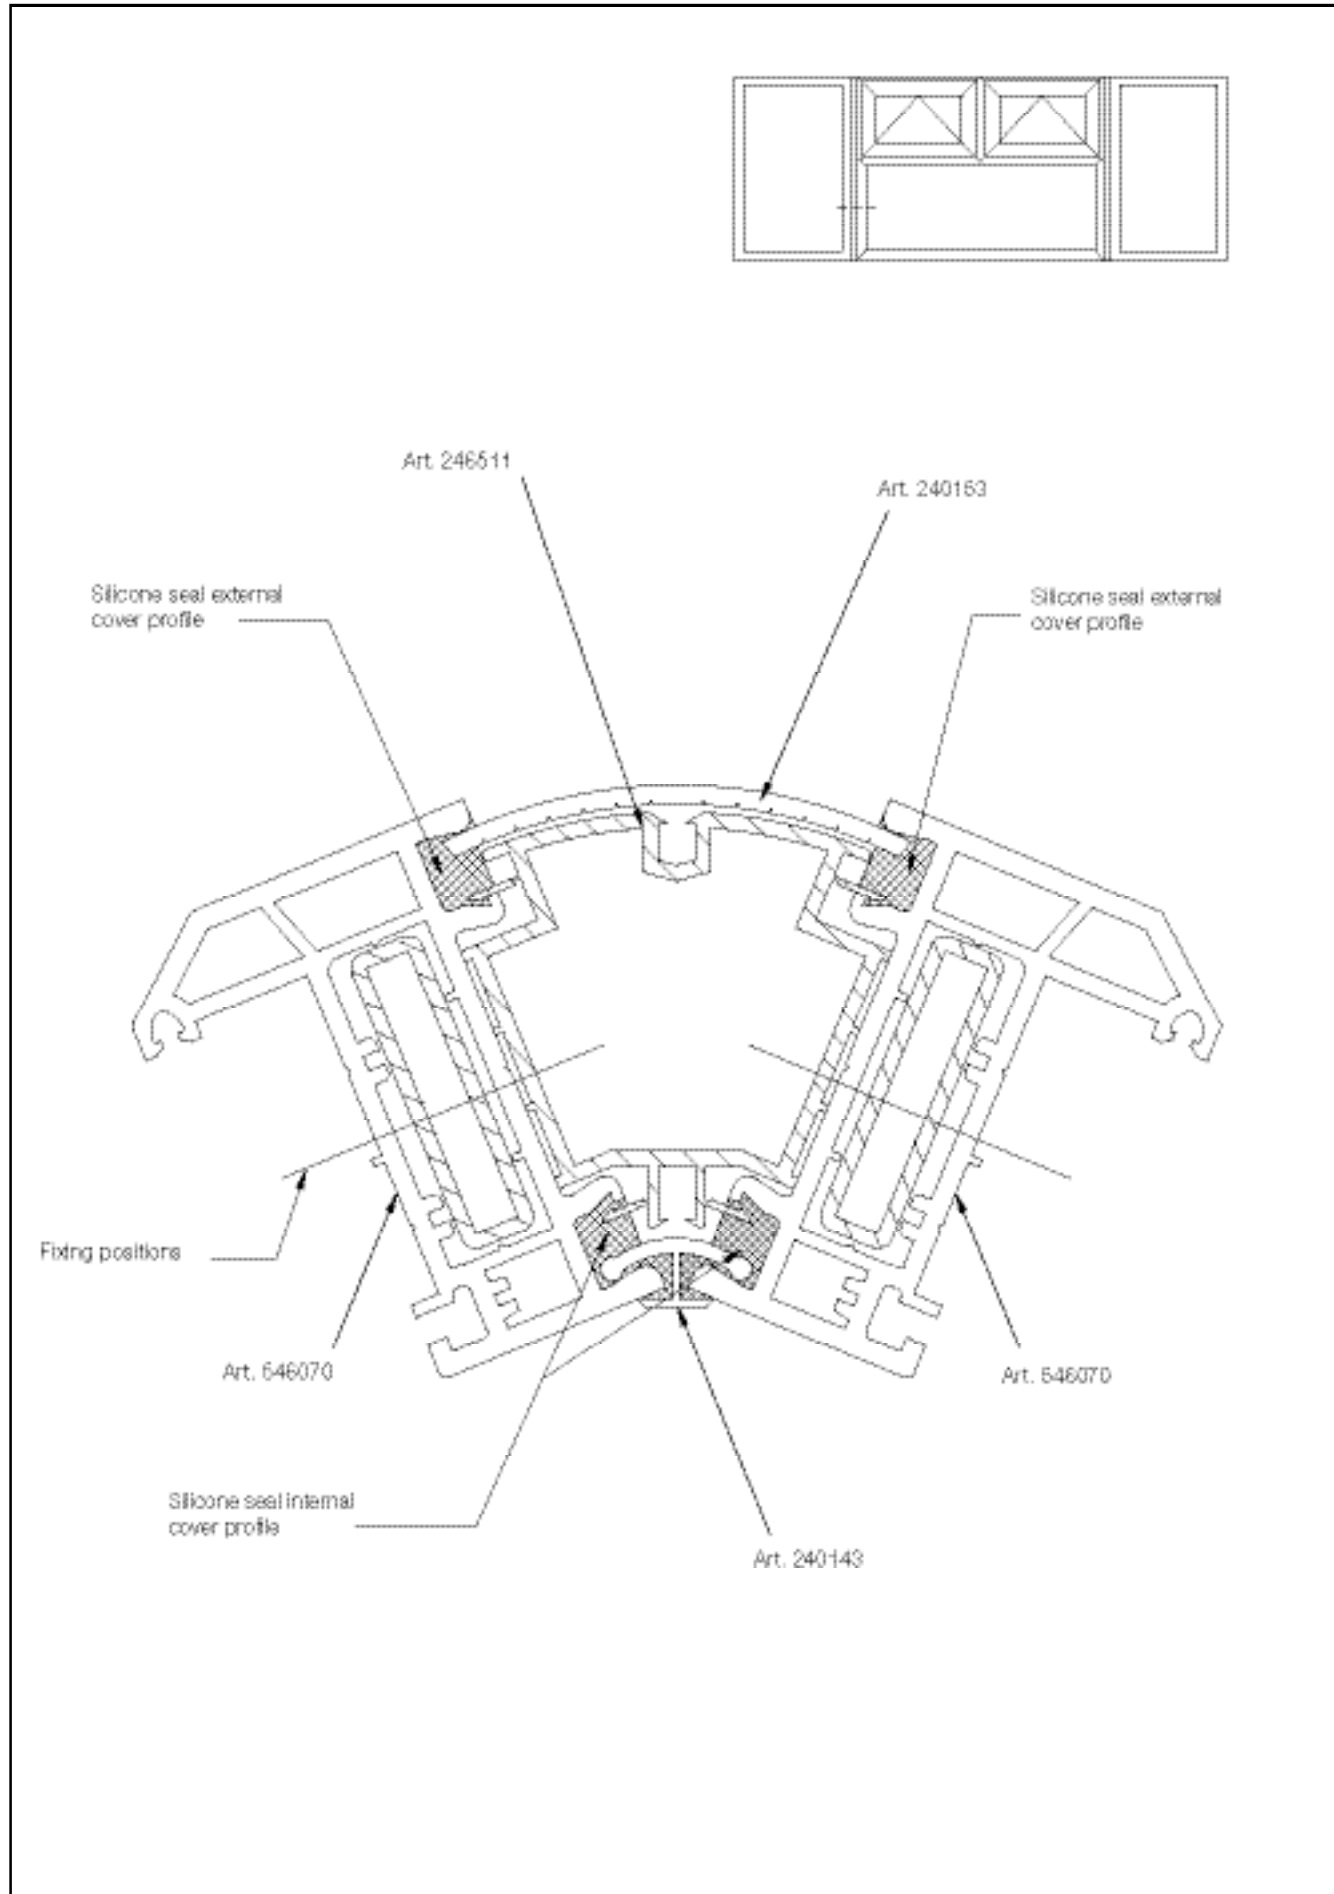 Art. 246511
Art. 240153
Silicone seal external
cover profile
Silicone seal external
cover profile
Fixing positions
Art. 546070
Art. 546070
Silicone seal internal
cover profile
Art. 240143